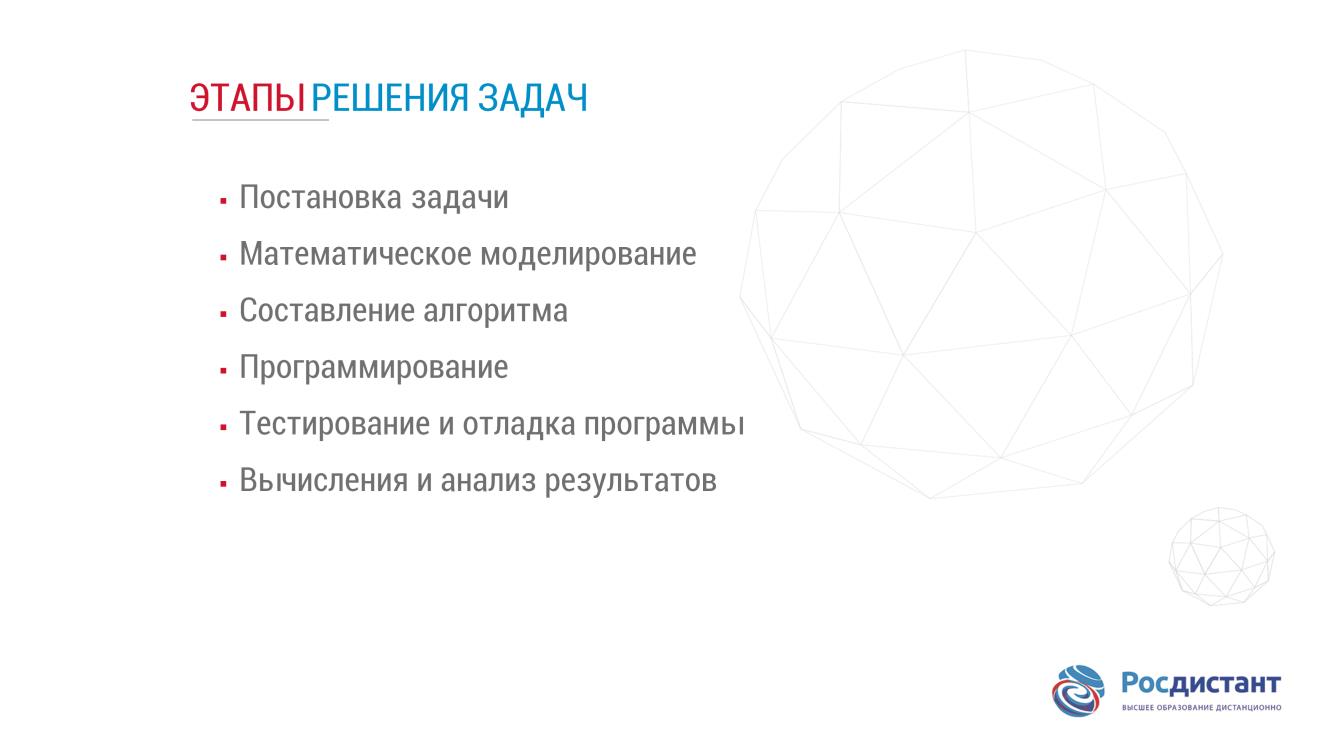 ЭТАПЫ РЕШЕНИЯ ЗАДАЧ
▪ Постановка задачи
▪ Математическое моделирование
▪ Составление алгоритма
▪ Программирование
▪ Тестирование и отладка программы
▪ Вычисления и анализ результатов
Росдистант
ВЫСШЕЕ ОБРАЗОВАНИЕ ДИСТАНЦИОННО